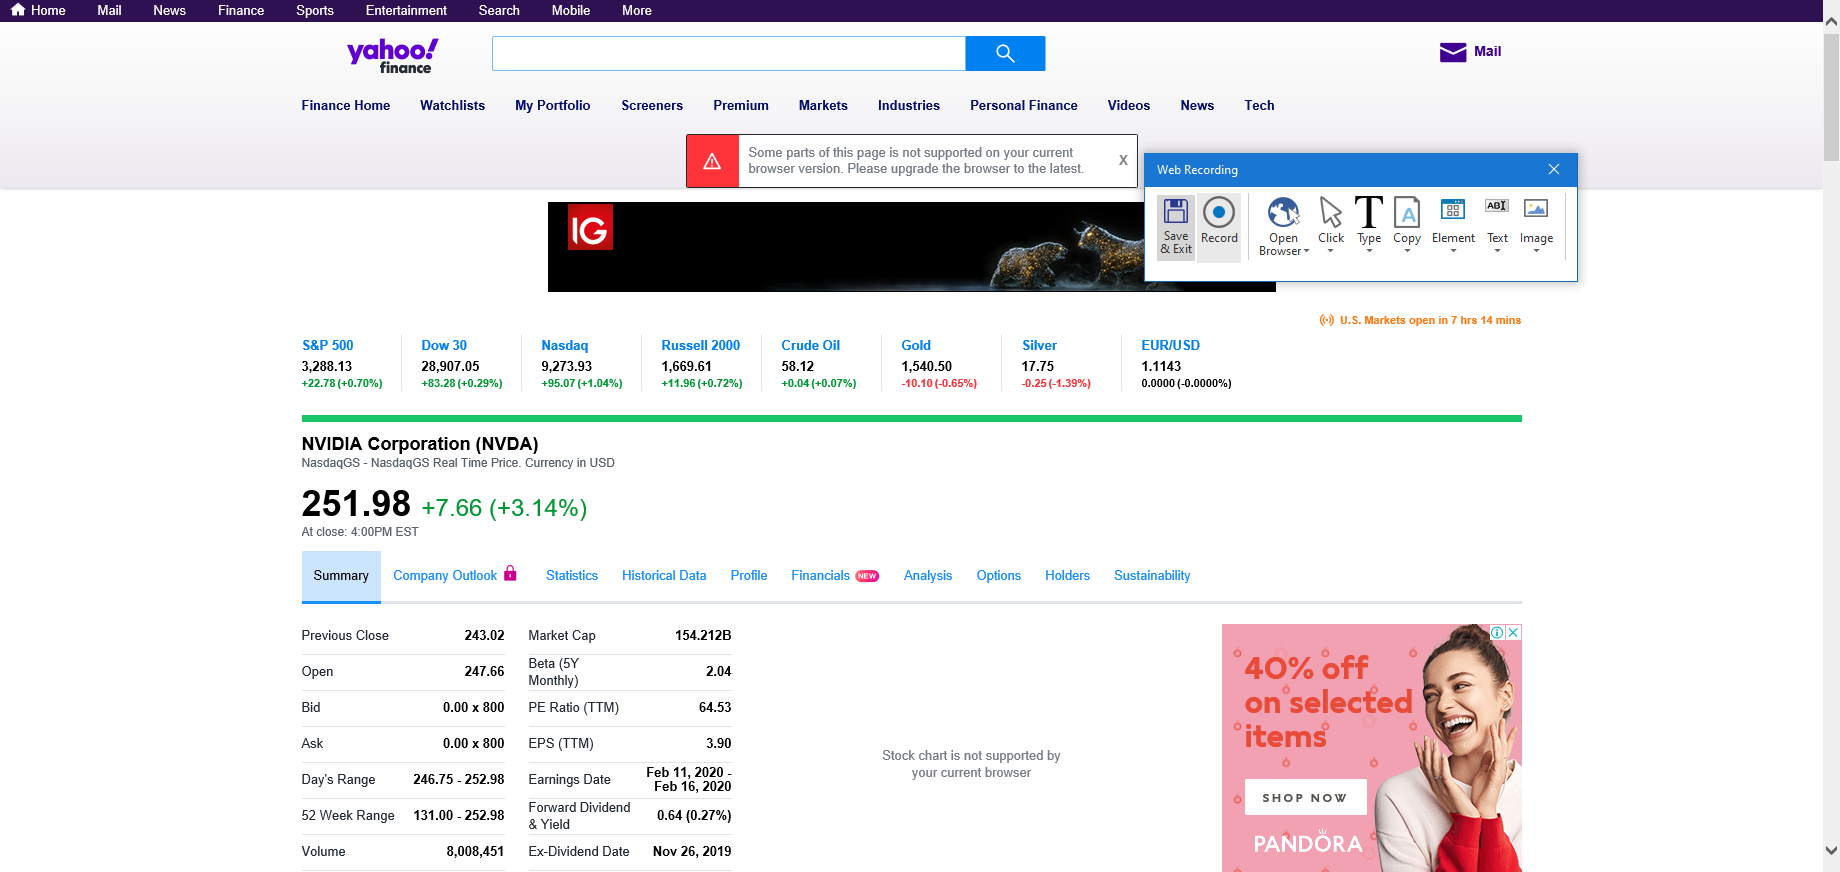 Home Mail News Finance Sports Entertainment Search Mobile More
yahoo!
finance
Mail
Finance Home Watchlists My Portfolio Screeners Premium Markets Industries Personal Finance Videos News Tech
Some parts of this page is not supported on your current
browser version. Please upgrade the browser to the latest.
X
Web Recording
Save
& Exit
Record
Open
Browser
Click
Type
Copy
Element
Text
Image
IG
U.S. Markets open in 7 hrs 14 mins
S&P 500
3,288.13
+22.78 (+0.70%)
Dow 30
28,907.05
+83.28 (+0.29%)
Nasdaq
9,273.93
+95.07 (+1.04%)
Russell 2000
1,669.61
+11.96 (+0.72%)
Crude Oil
58.12
+0.04 (+0.07%)
Gold
1,540.50
-10.10 (-0.65%)
Silver
17.75
-0.25 (-1.39%)
EUR/USD
1.1143
0.0000 (-0.0000%)
NVIDIA Corporation (NVDA)
NasdaqGS - NasdaqGS Real Time Price. Currency in USD
251.98 +7.66 (+3.14%)
At close: 4:00PM EST
Summary Company Outlook Statistics Historical Data Profile Financials NEW Analysis Options Holders Sustainability
Previous Close 243.02
Open 247.66
Bid 0.00 x 800
Ask 0.00 x 800
Day's Range 246.75 - 252.98
52 Week Range 131.00 - 252.98
Volume 8,008,451
Market Cap 154.212B
Beta (5Y
Monthly) 2.04
PE Ratio (TTM) 64.53
EPS (TTM) 3.90
Earnings Date Feb 11, 2020 -
Feb 16, 2020
Forward Dividend
& Yield 0.64 (0.27%)
Ex-Dividend Date Nov 26, 2019
Stock chart is not supported by
your current browser
40% off
on selected
items
SHOP NOW
PANDORA